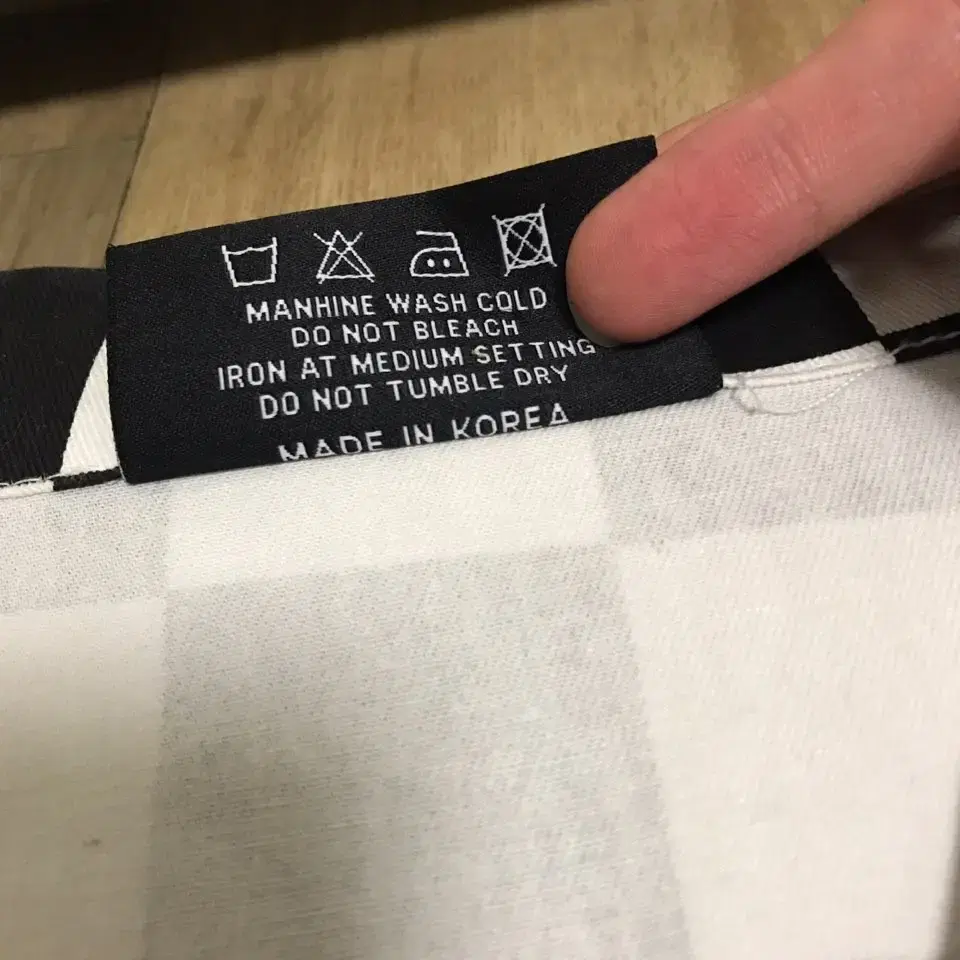 MANHINE WASH COLD
DO NOT BLEACH
IRON AT MEDIUM SETTING
DO NOT TUMBLE DRY
MADE IN KOREA